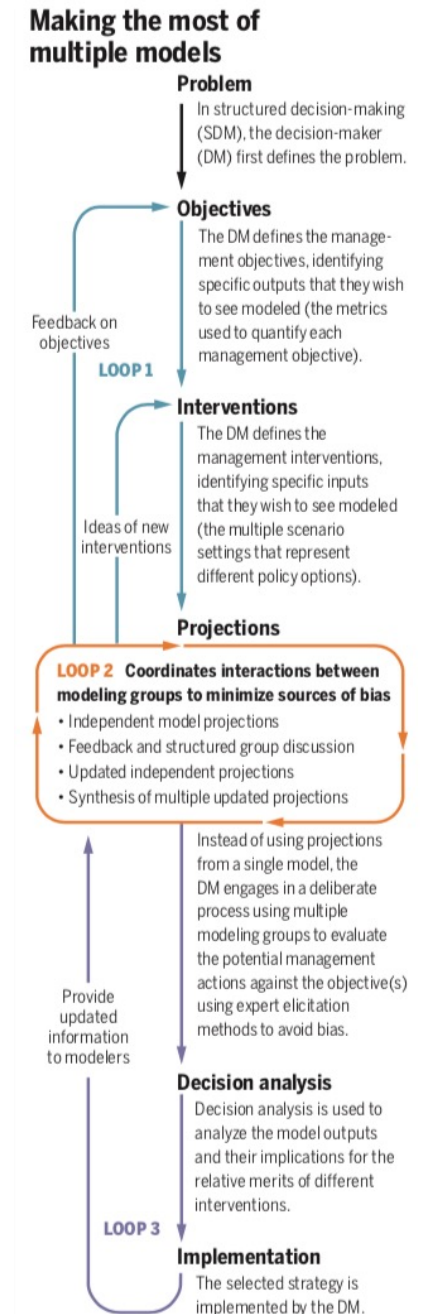 Making the most of
multiple models
Problem
In structured decision-making
(SDM), the decision-maker
(DM) first defines the problem.
Objectives
The DM defines the manage-
ment objectives, identifying
specific outputs that they wish
to see modeled (the metrics
used to quantify each
management objective).
Feedback on
objectives
LOOP 1
Interventions
The DM defines the
management interventions,
identifying specific inputs
that they wish to see modeled
(the multiple scenario
settings that represent
different policy options).
Ideas of new
interventions
Projections
LOOP 2 Coordinates interactions between
modeling groups to minimize sources of bias
• Independent model projections
• Feedback and structured group discussion
• Updated independent projections
• Synthesis of multiple updated projections
Instead of using projections
from a single model, the
DM engages in a deliberate
process using multiple
modeling groups to evaluate
the potential management
actions against the objective(s)
using expert elicitation
methods to avoid bias.
Provide
updated
information
to modelers
Decision analysis
Decision analysis is used to
analyze the model outputs
and their implications for the
relative merits of different
interventions.
LOOP 3
Implementation
The selected strategy is
implemented by the DM.